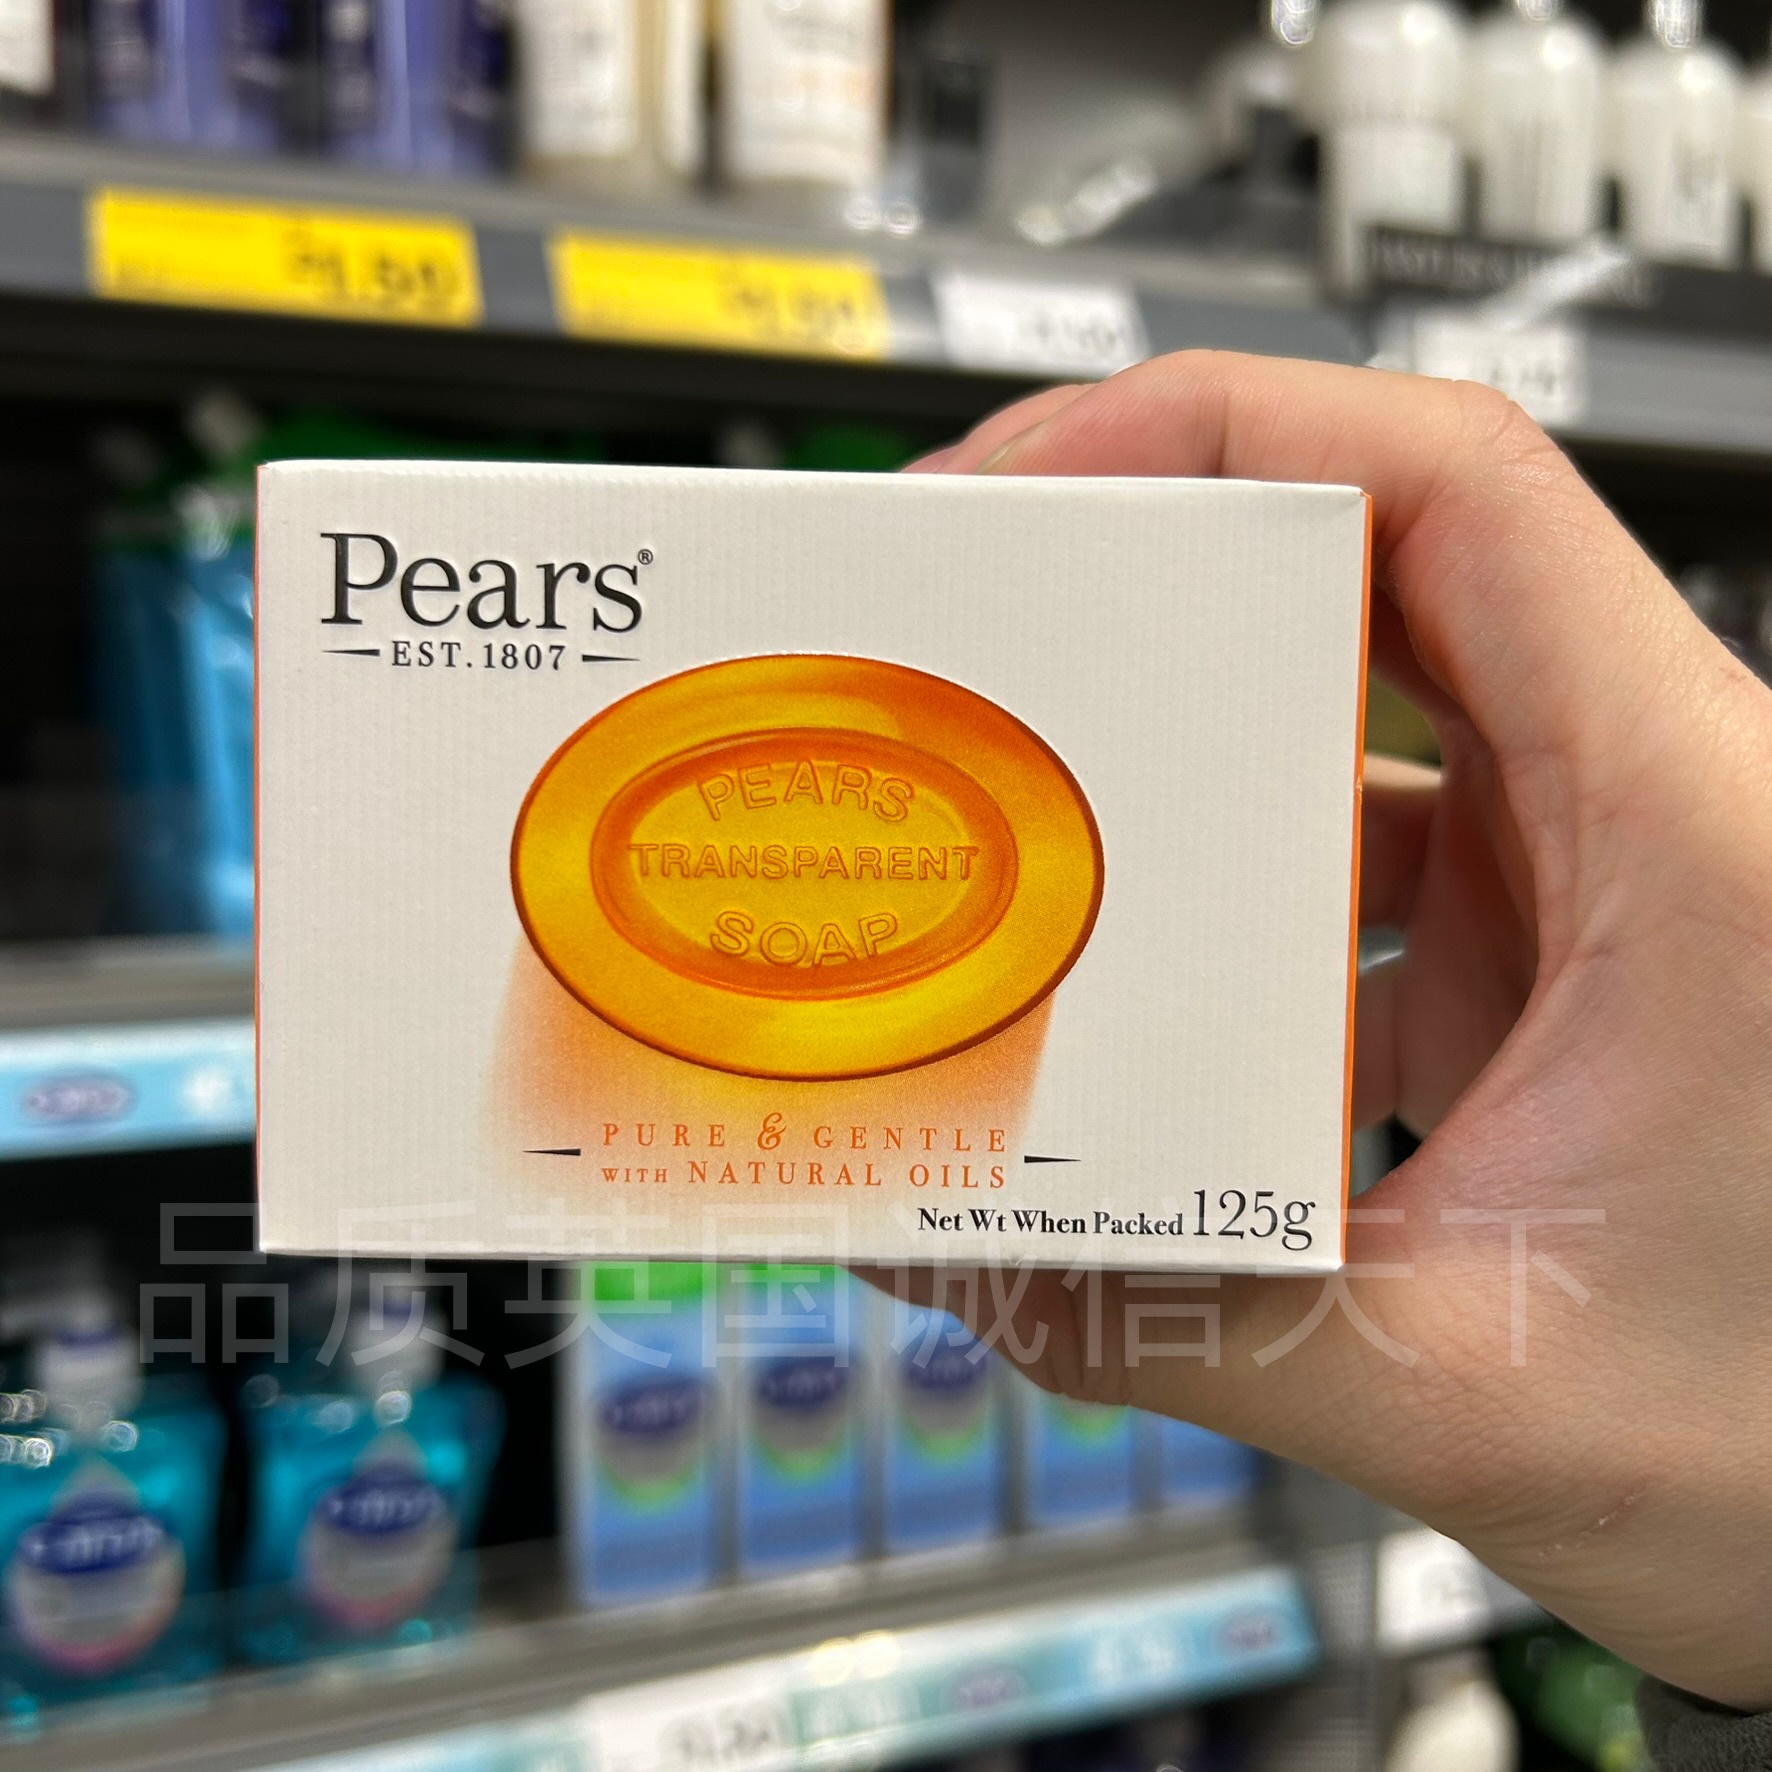 Pears®
EST.1807
PEARS
TRANSPARENT
SOAP
PURE & GENTLE
WITH NATURAL OILS
Net Wt When Packed 125g
品质英国诚信天下